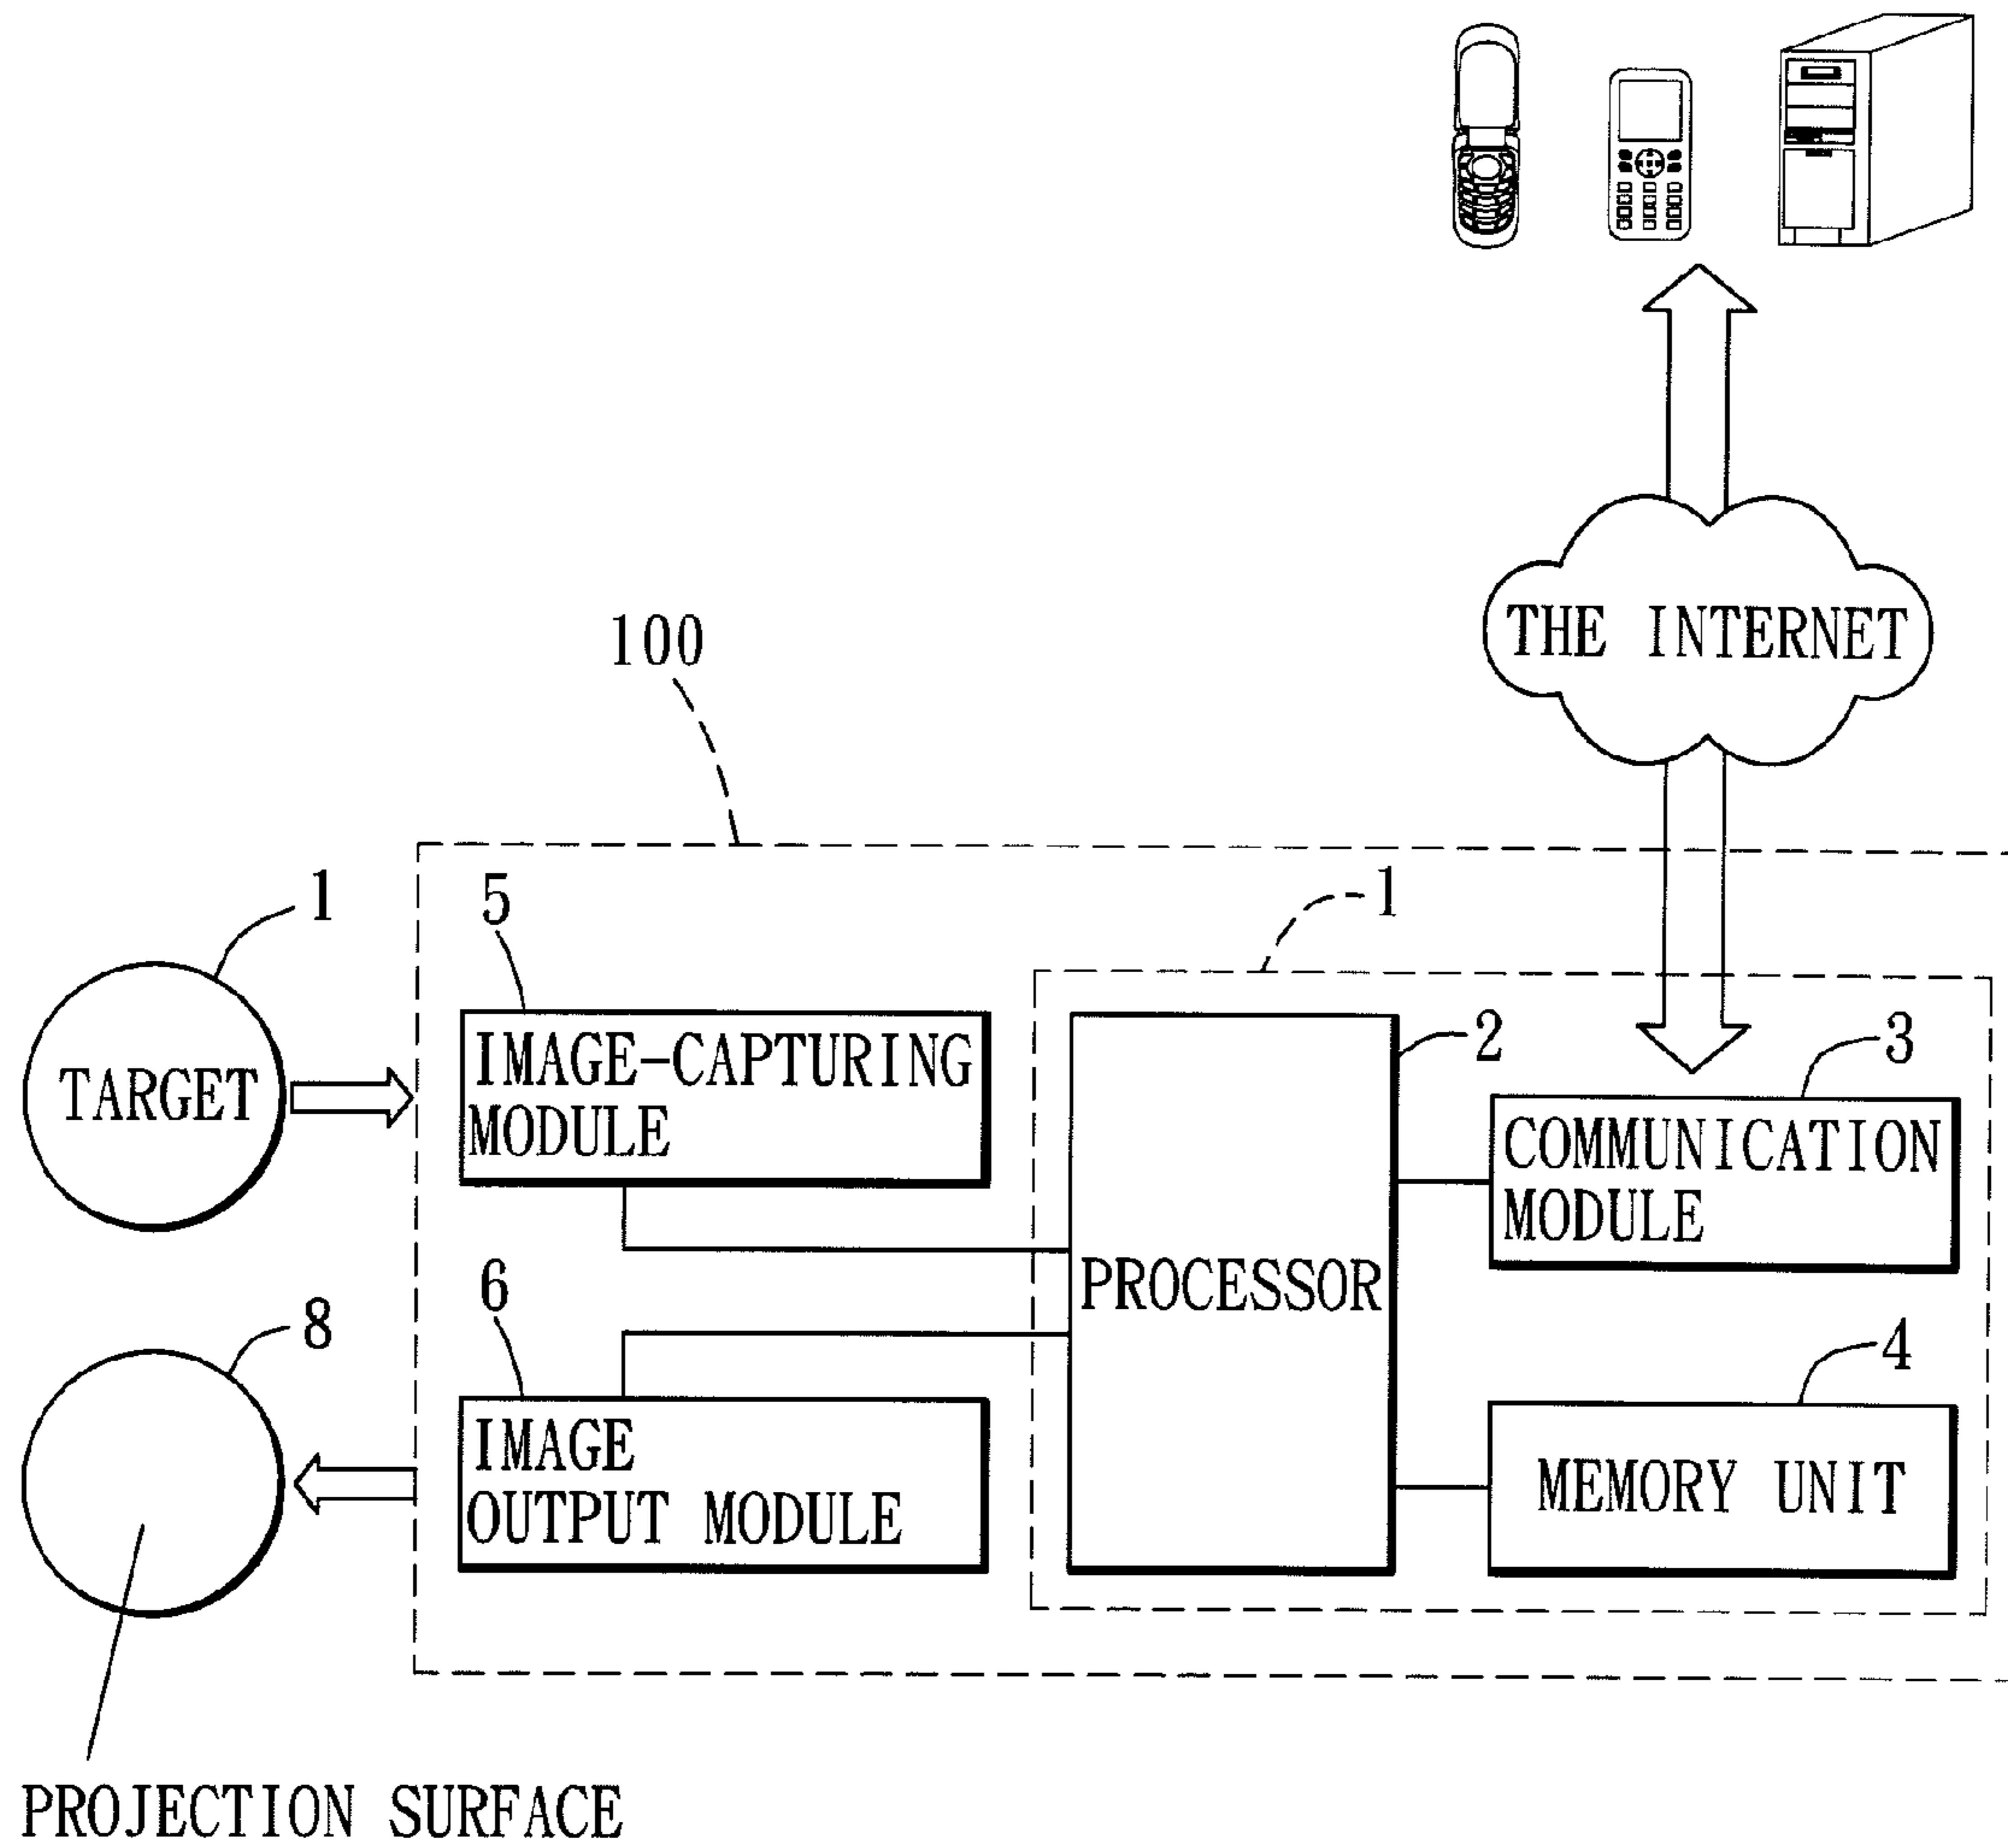 THE INTERNET
100
1
5
1
TARGET
IMAGE-CAPTURING
MODULE
2
3
PROCESSOR
COMMUNICATION
MODULE
8
6
4
IMAGE
OUTPUT MODULE
MEMORY UNIT
PROJECTION SURFACE